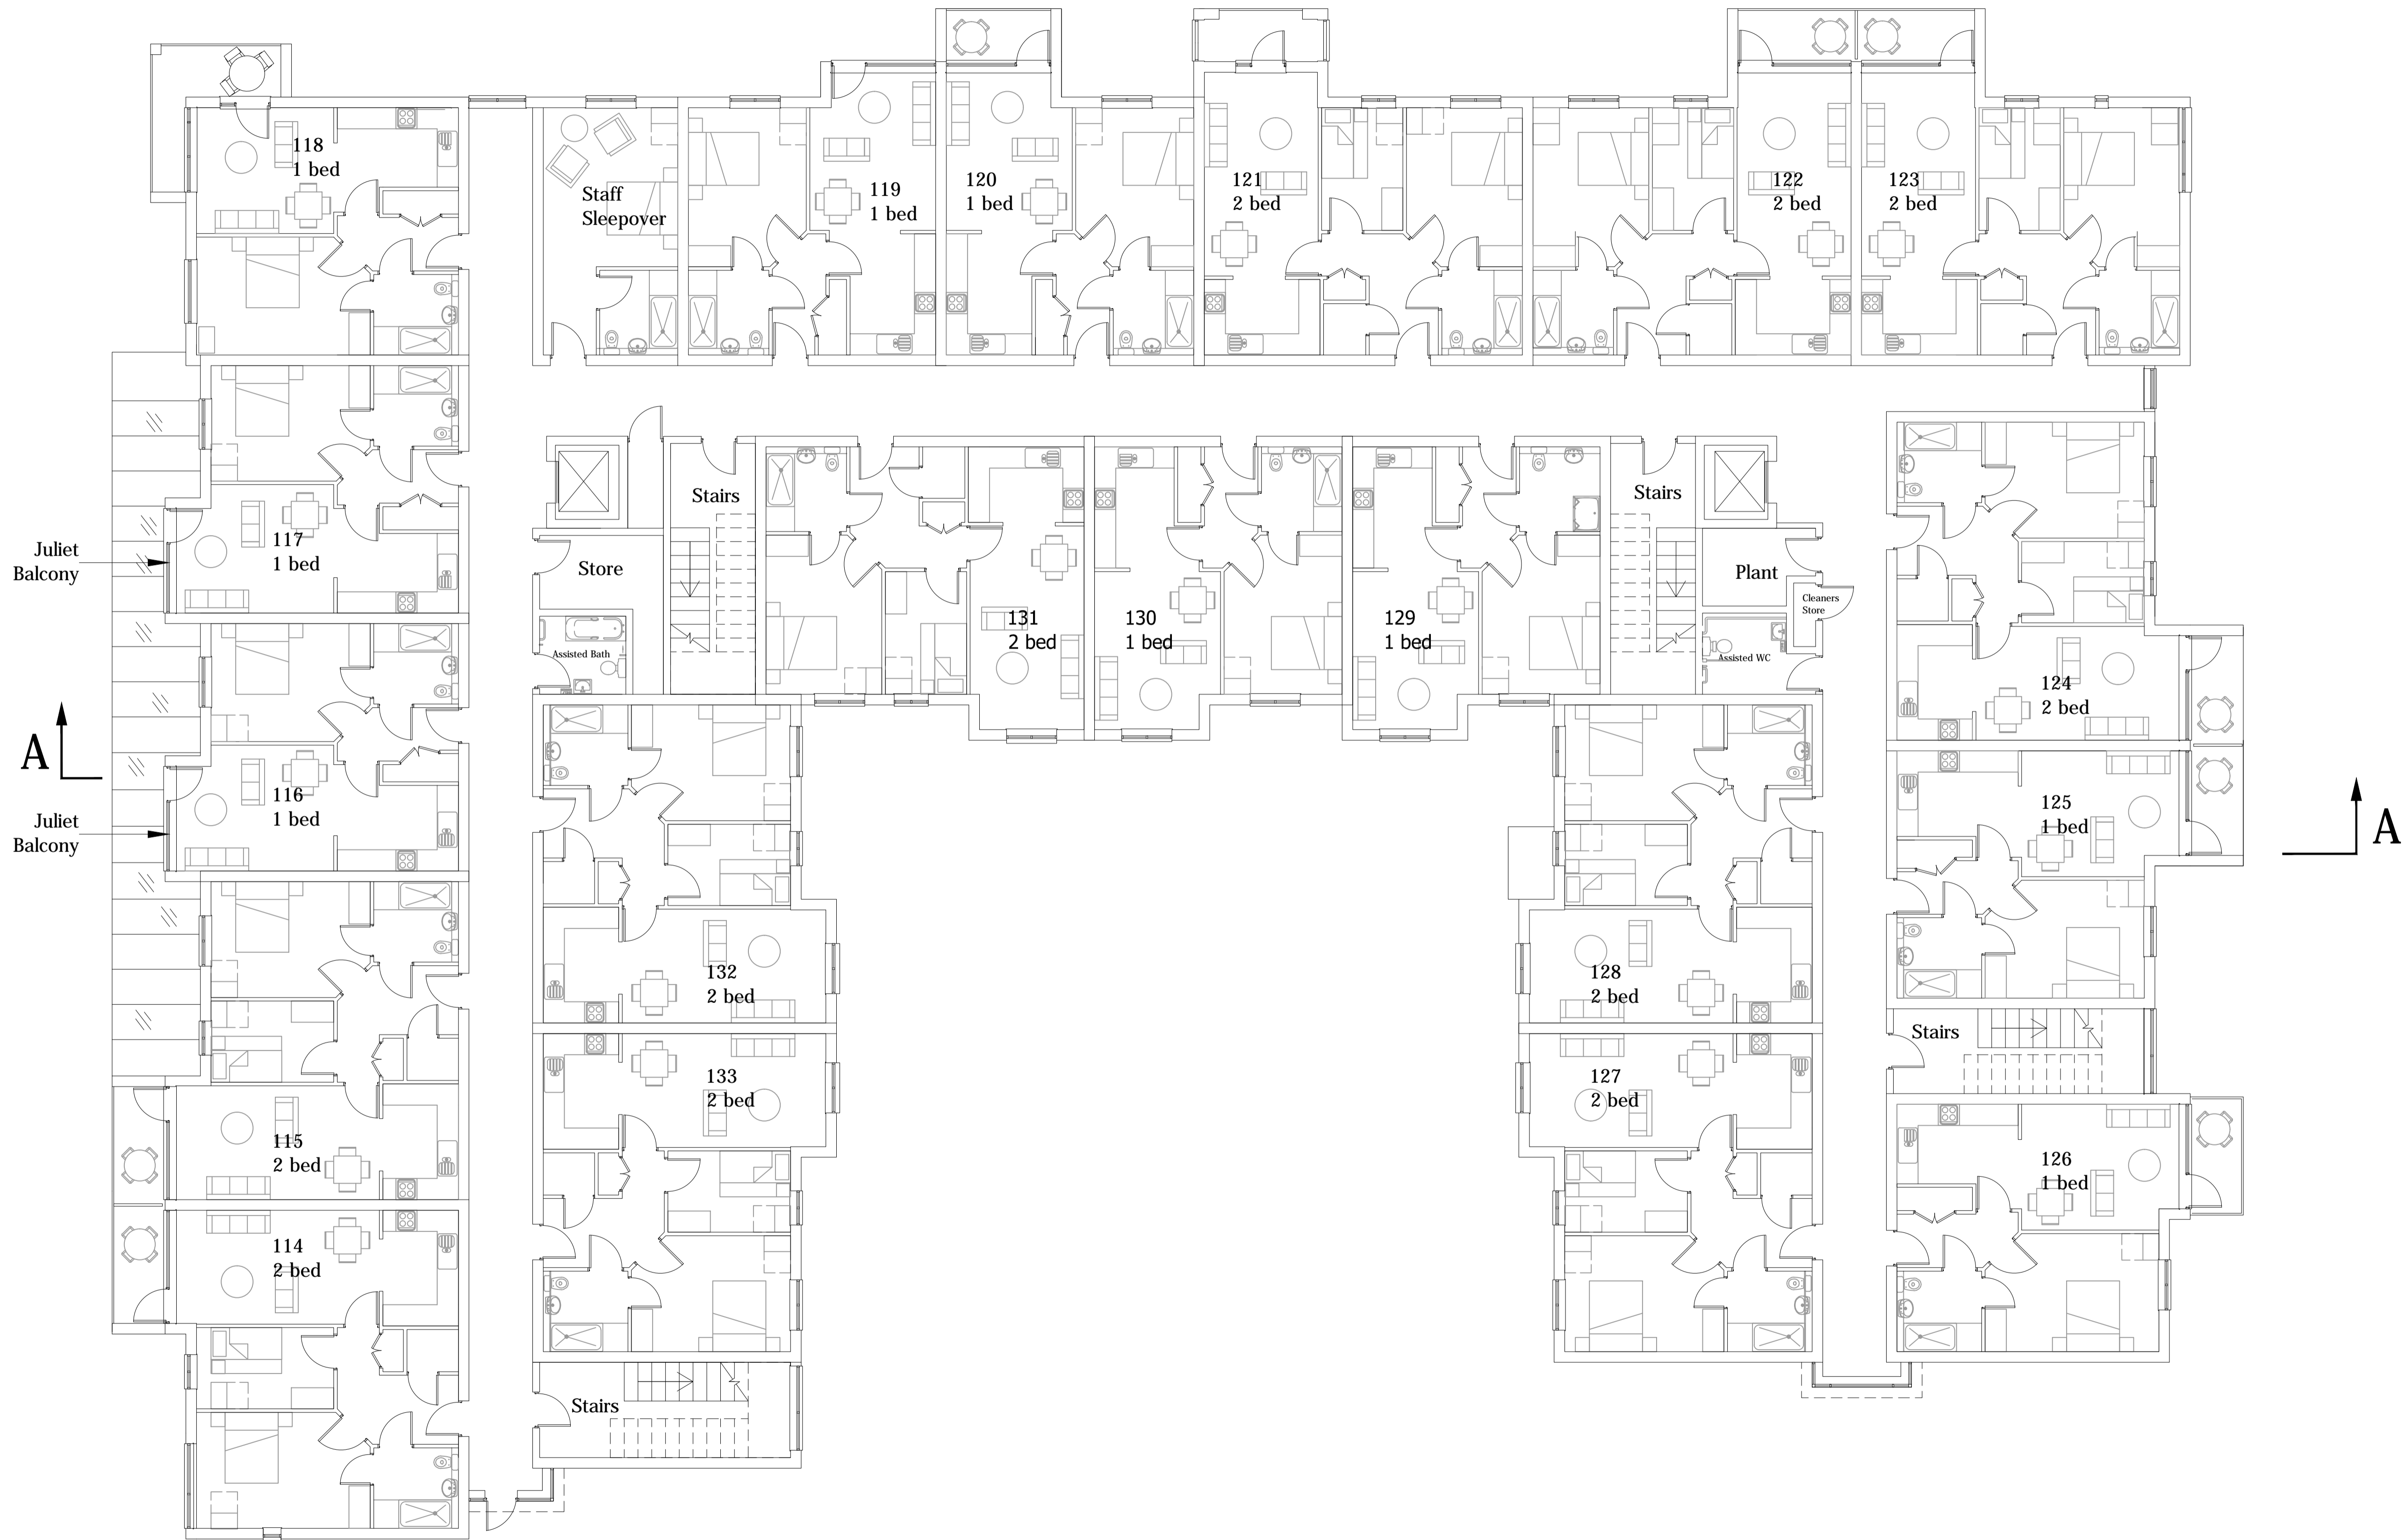 118
1 bed
Staff
Sleepover
119
1 bed
120
1 bed
121
2 bed
122
2 bed
123
2 bed
Juliet
Balcony
117
1 bed
Store
Assisted Bath
Stairs
131
2 bed
130
1 bed
129
1 bed
Stairs
Plant
Cleaners
Store
Assisted WC
124
2 bed
A
Juliet
Balcony
116
1 bed
125
1 bed
A
132
2 bed
128
2 bed
Stairs
133
2 bed
127
2 bed
115
2 bed
126
1 bed
114
2 bed
Stairs